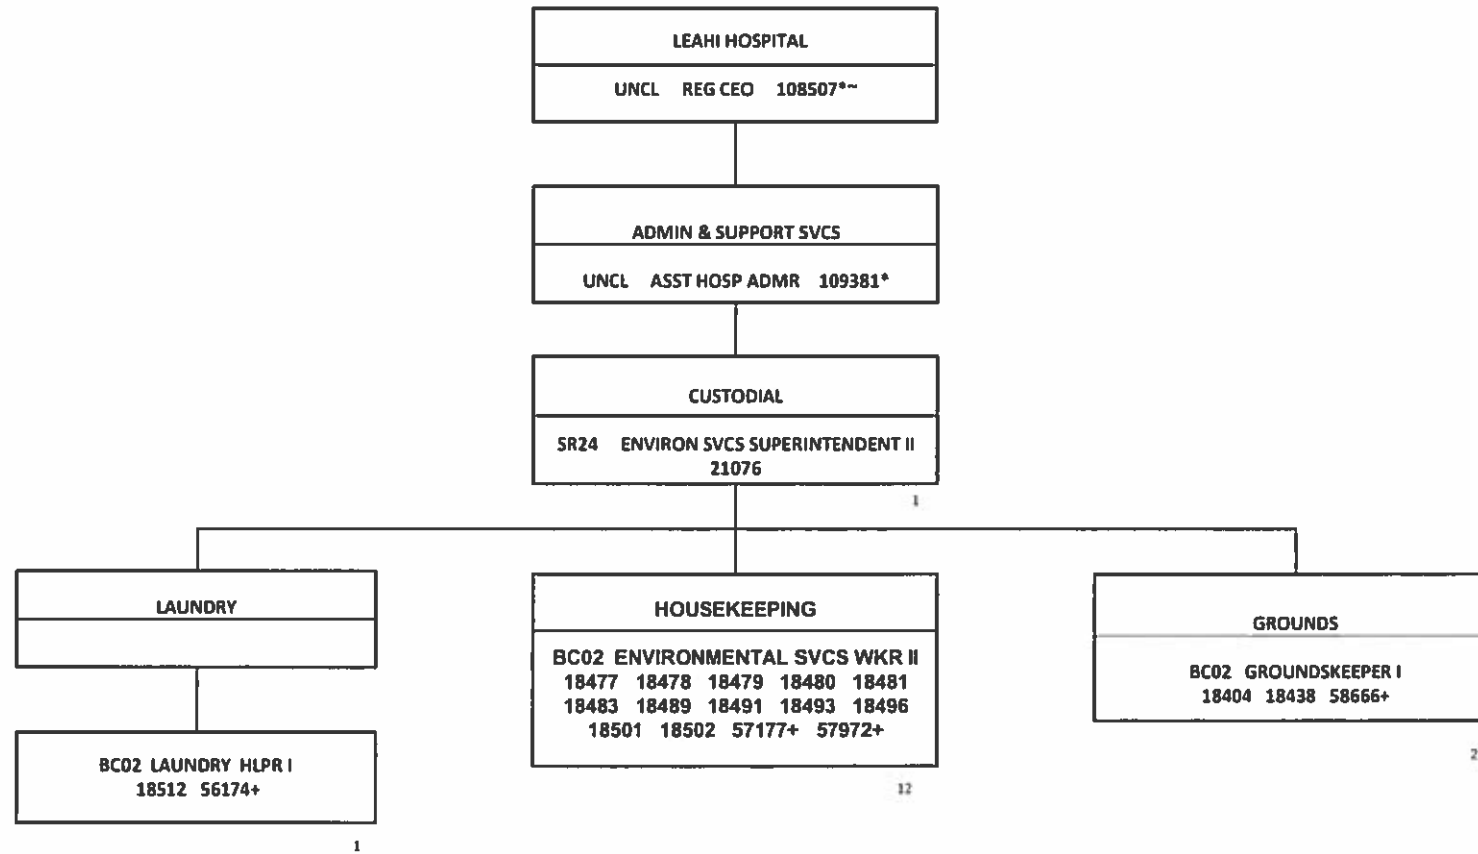 LEAHI HOSPITAL
UNCL REG CEO 108507*~
ADMIN & SUPPORT SVCS
UNCL ASST HOSP ADMR 109381*
CUSTODIAL
SR24 ENVIRON SVCS SUPERINTENDENT II
21076
1
LAUNDRY
BC02 LAUNDRY HLPR I
18512 56174+
1
HOUSEKEEPING
BC02 ENVIRONMENTAL SVCS WKR II
18477 18478 18479 18480 18481
18483 18489 18491 18493 18496
18501 18502 57177+ 57972+
12
GROUNDS
BC02 GROUNDSKEEPER I
18404 18438 58666+
2